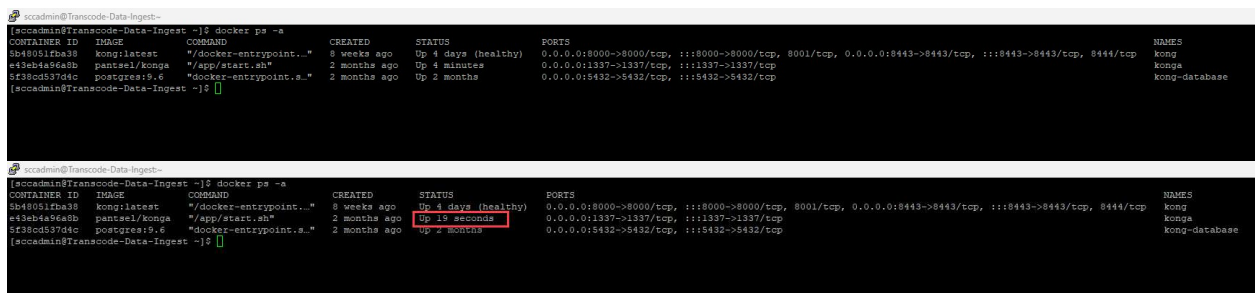 sccadmin@Transcode-Data-Ingest:~
[sccadmin@Transcode-Data-Ingest ~]$ docker ps -a
CONTAINER ID IMAGE COMMAND CREATED STATUS PORTS NAMES
5b48051fba38 kong:latest "/docker-entrypoint.…" 8 weeks ago Up 4 days (healthy) 0.0.0.0:8000->8000/tcp, :::8000->8000/tcp, 8001/tcp, 0.0.0.0:8443->8443/tcp, :::8443->8443/tcp, 8444/tcp kong
e43eb4a96a8b pantsel/konga "/app/start.sh" 2 months ago Up 4 minutes 0.0.0.0:1337->1337/tcp, :::1337->1337/tcp konga
5f38cd537d4c postgres:9.6 "docker-entrypoint.s…" 2 months ago Up 2 months 0.0.0.0:5432->5432/tcp, :::5432->5432/tcp kong-database
[sccadmin@Transcode-Data-Ingest ~]$
sccadmin@Transcode-Data-Ingest:~
[sccadmin@Transcode-Data-Ingest ~]$ docker ps -a
CONTAINER ID IMAGE COMMAND CREATED STATUS PORTS NAMES
5b48051fba38 kong:latest "/docker-entrypoint.…" 8 weeks ago Up 4 days (healthy) 0.0.0.0:8000->8000/tcp, :::8000->8000/tcp, 8001/tcp, 0.0.0.0:8443->8443/tcp, :::8443->8443/tcp, 8444/tcp kong
e43eb4a96a8b pantsel/konga "/app/start.sh" 2 months ago Up 19 seconds 0.0.0.0:1337->1337/tcp, :::1337->1337/tcp konga
5f38cd537d4c postgres:9.6 "docker-entrypoint.s…" 2 months ago Up 2 months 0.0.0.0:5432->5432/tcp, :::5432->5432/tcp kong-database
[sccadmin@Transcode-Data-Ingest ~]$